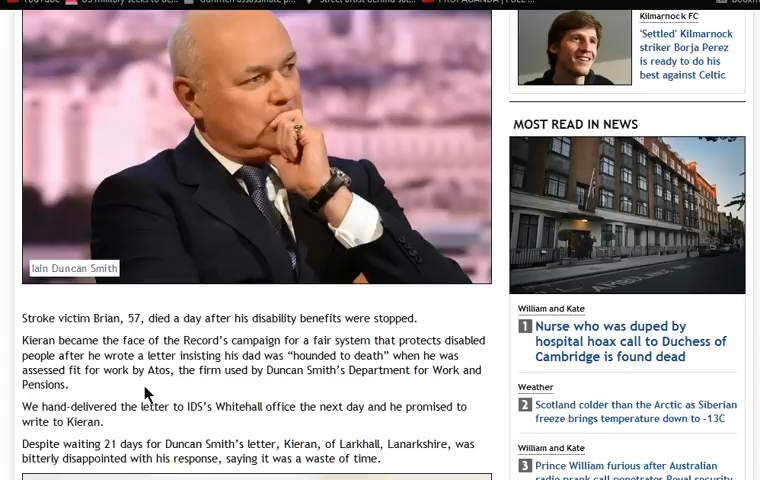 YouTube
US military seeks to de...
PROPAGANDA | FULL ...
Kilmarnock FC
'Settled' Kilmarnock
striker Borja Perez
is ready to do his
best against Celtic
MOST READ IN NEWS
Iain Duncan Smith
Stroke victim Brian, 57, died a day after his disability benefits were stopped.
Kieran became the face of the Record's campaign for a fair system that protects disabled
people after he wrote a letter insisting his dad was “hounded to death” when he was
assessed fit for work by Atos, the firm used by Duncan Smith's Department for Work and
Pensions.
We hand-delivered the letter to IDS's Whitehall office the next day and he promised to
write to Kieran.
Despite waiting 21 days for Duncan Smith's letter, Kieran, of Larkhall, Lanarkshire, was
bitterly disappointed with his response, saying it was a waste of time.
William and Kate
1 Nurse who was duped by
hospital hoax call to Duchess of
Cambridge is found dead
Weather
2 Scotland colder than the Arctic as Siberian
freeze brings temperature down to -13C
William and Kate
3 Prince William furious after Australian
radio prank call penetrates Royal security